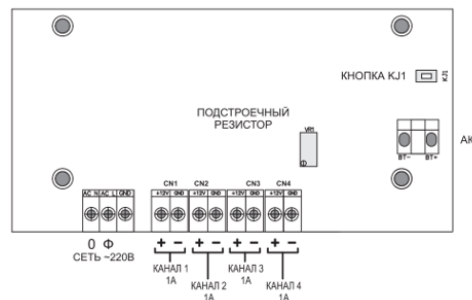 КНОПКА KJ1
KJ1
ПОДСТРОЕЧНЫЙ
РЕЗИСТОР
VR1
АК
BT− BT+
CN1 CN2 CN3 CN4
AC N AC L GND +12V GND +12V GND +12V GND +12V GND
0 Ф + − + − + − + −
СЕТЬ ~220В
КАНАЛ 1 КАНАЛ 3
1А 1А
КАНАЛ 2 КАНАЛ 4
1А 1А